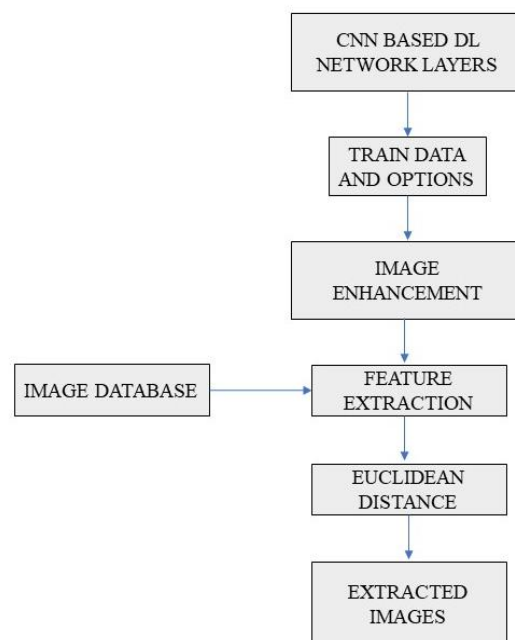 CNN BASED DL
NETWORK LAYERS
TRAIN DATA
AND OPTIONS
IMAGE
ENHANCEMENT
IMAGE DATABASE
FEATURE
EXTRACTION
EUCLIDEAN
DISTANCE
EXTRACTED
IMAGES